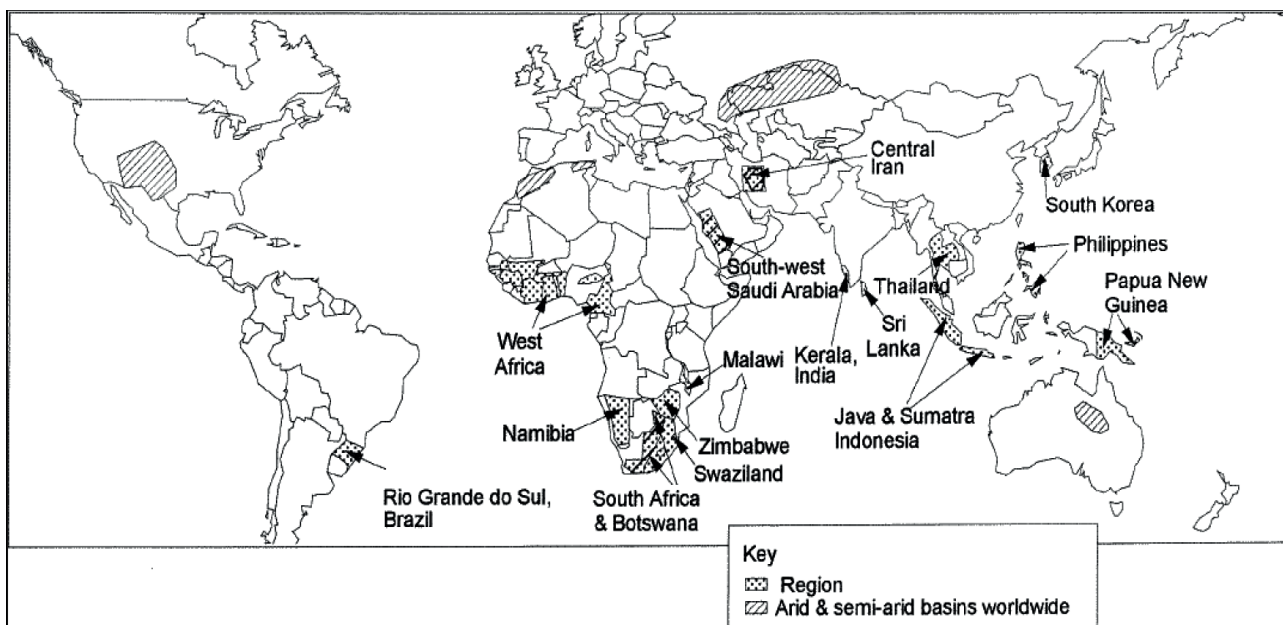 Central
Iran
South Korea
Philippines
South-west
Saudi Arabia
Thailand
Papua New
Guinea
West
Africa
Sri
Lanka
Malawi
Kerala,
India
Java & Sumatra
Indonesia
Namibia
Zimbabwe
Swaziland
South Africa
& Botswana
Rio Grande do Sul,
Brazil
Key
Region
Arid & semi-arid basins worldwide